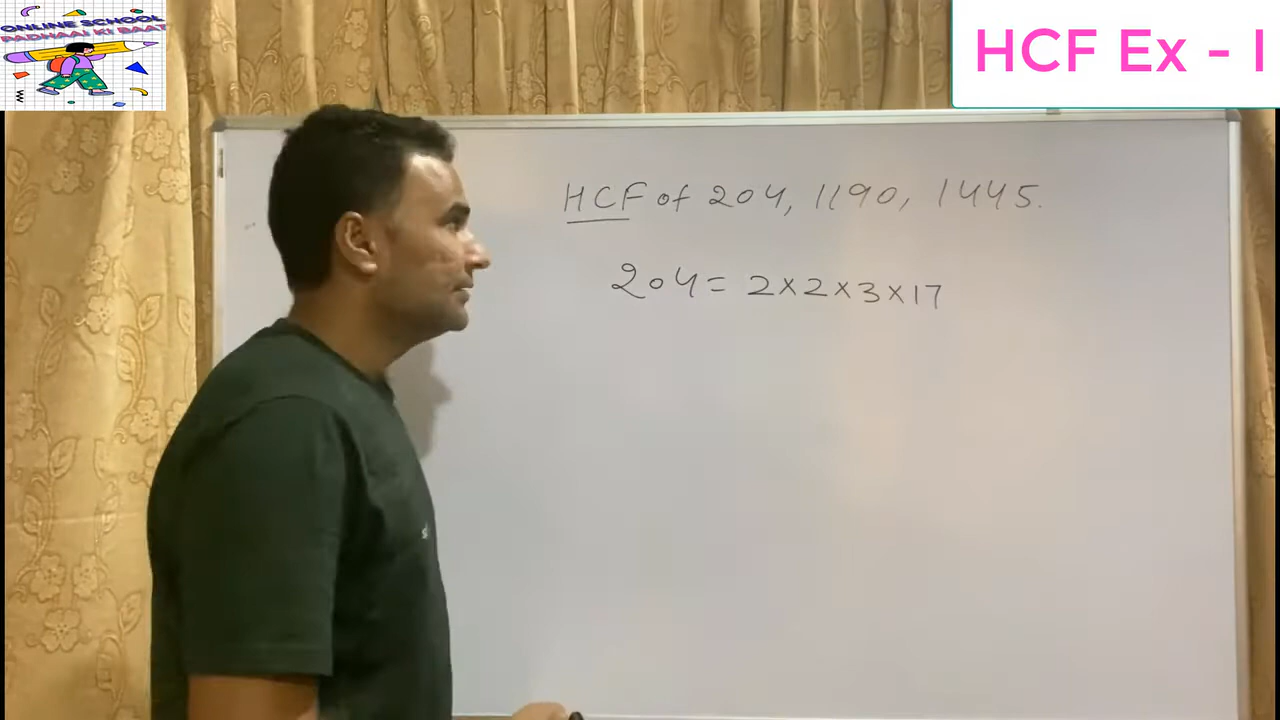 ONLINE SCHOOL
PADHAAI KI BAAT
HCF Ex - I
HCF of 204, 1190, 1445.
204 = 2×2×3×17